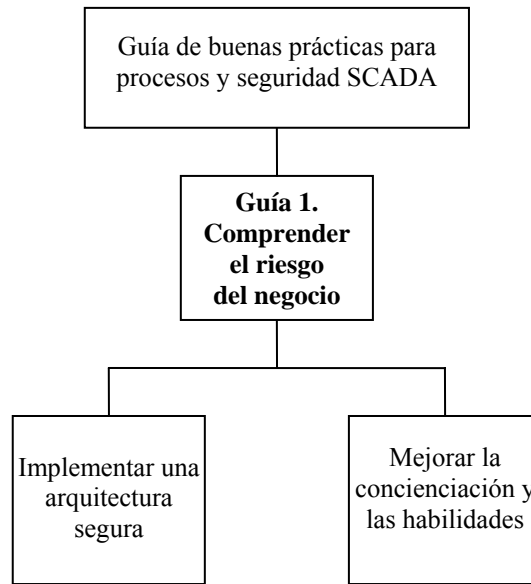 Guía de buenas prácticas para
procesos y seguridad SCADA
Guía 1.
Comprender
el riesgo
del negocio
Implementar una
arquitectura
segura
Mejorar la
concienciación y
las habilidades